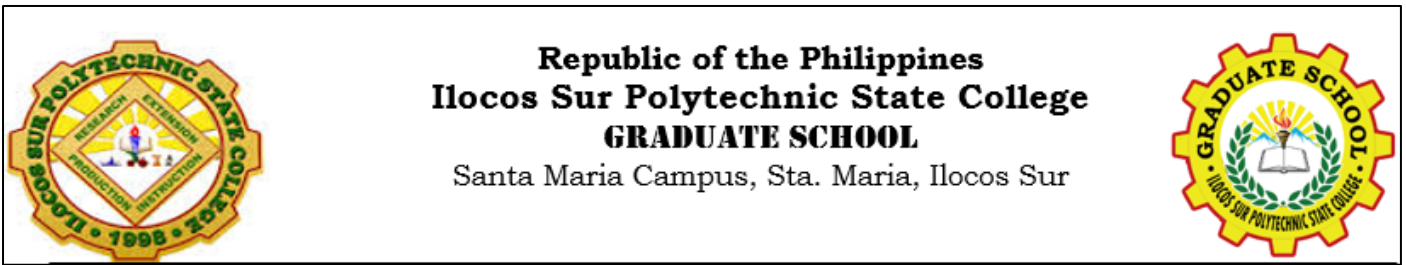 Republic of the Philippines
Ilocos Sur Polytechnic State College
GRADUATE SCHOOL
Santa Maria Campus, Sta. Maria, Ilocos Sur
ILOCOS SUR POLYTECHNIC STATE COLLEGE
RESEARCH
EXTENSION
PRODUCTION
INSTRUCTION
• 1998 •
GRADUATE SCHOOL
• ILOCOS SUR POLYTECHNIC STATE COLLEGE •